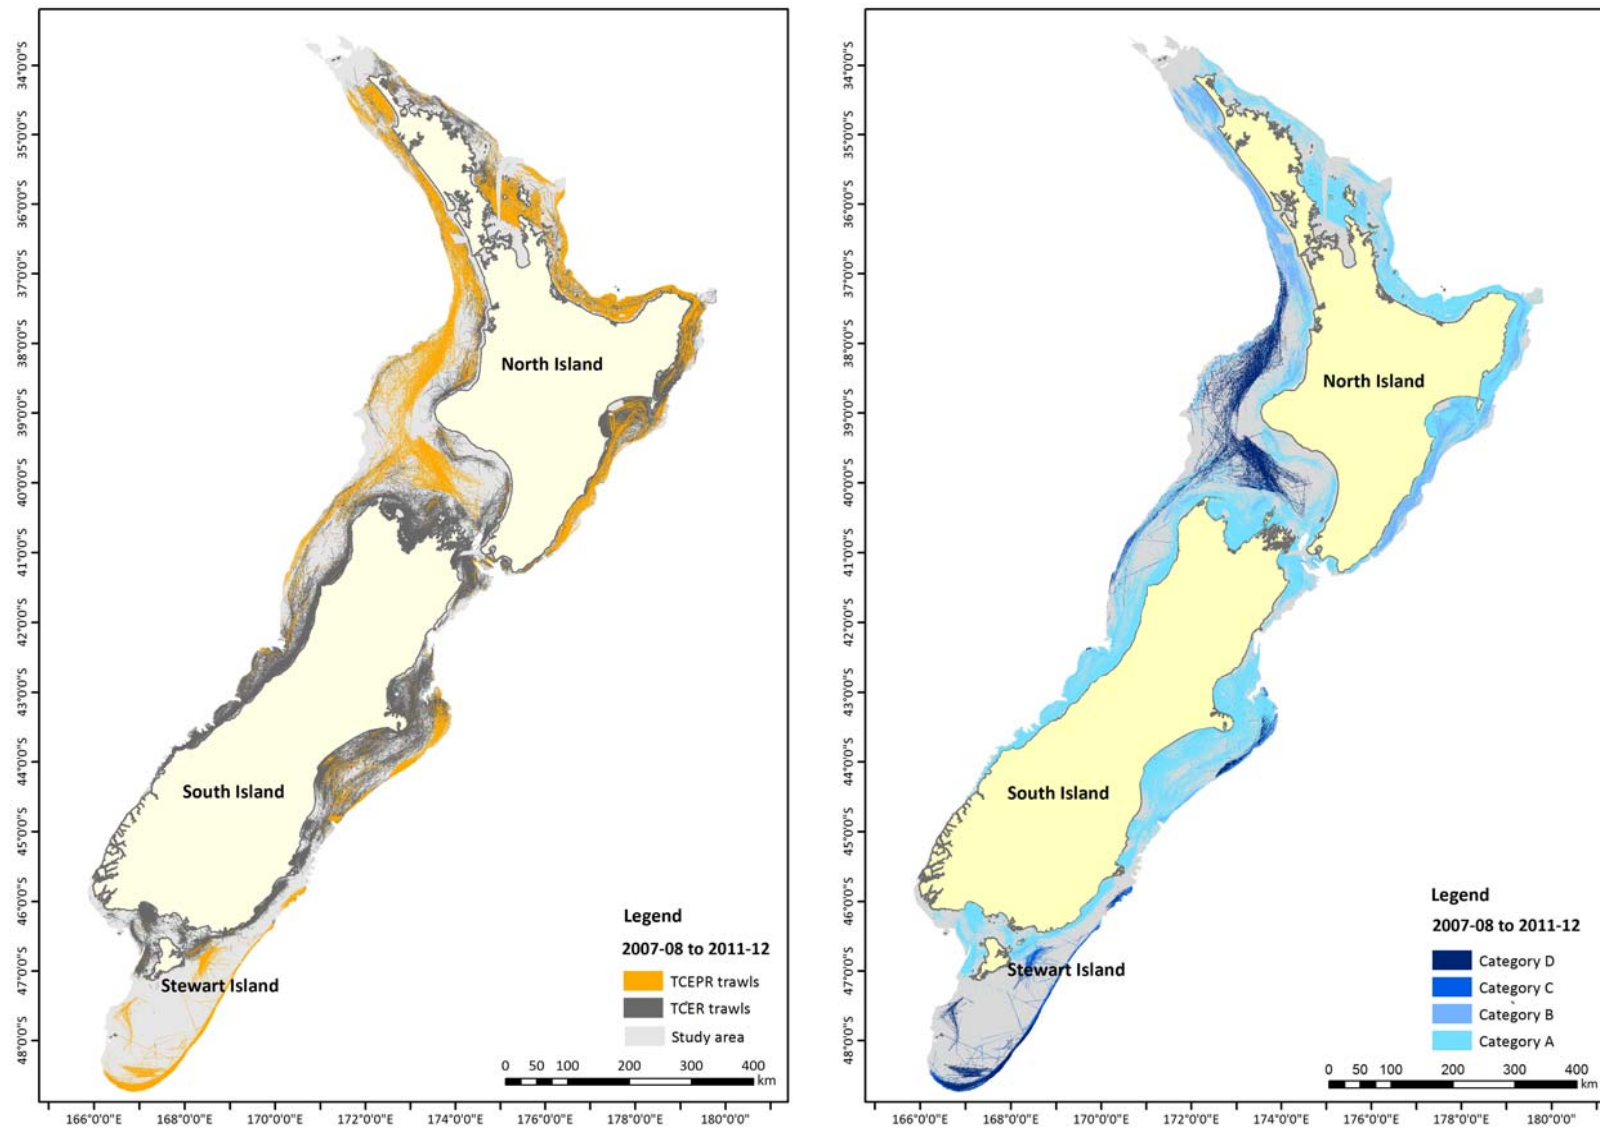 34°0'0"S
35°0'0"S
36°0'0"S
37°0'0"S
38°0'0"S
39°0'0"S
40°0'0"S
41°0'0"S
42°0'0"S
43°0'0"S
44°0'0"S
45°0'0"S
46°0'0"S
47°0'0"S
48°0'0"S
North Island
South Island
Stewart Island
Legend
2007-08 to 2011-12
TCEPR trawls
TCER trawls
Study area
0 50 100 200 300 400
km
166°0'0"E 168°0'0"E 170°0'0"E 172°0'0"E 174°0'0"E 176°0'0"E 178°0'0"E 180°0'0"E
34°0'0"S
35°0'0"S
36°0'0"S
37°0'0"S
38°0'0"S
39°0'0"S
40°0'0"S
41°0'0"S
42°0'0"S
43°0'0"S
44°0'0"S
45°0'0"S
46°0'0"S
47°0'0"S
48°0'0"S
North Island
South Island
Stewart Island
Legend
2007-08 to 2011-12
Category D
Category C
Category B
Category A
0 50 100 200 300 400
km
166°0'0"E 168°0'0"E 170°0'0"E 172°0'0"E 174°0'0"E 176°0'0"E 178°0'0"E 180°0'0"E